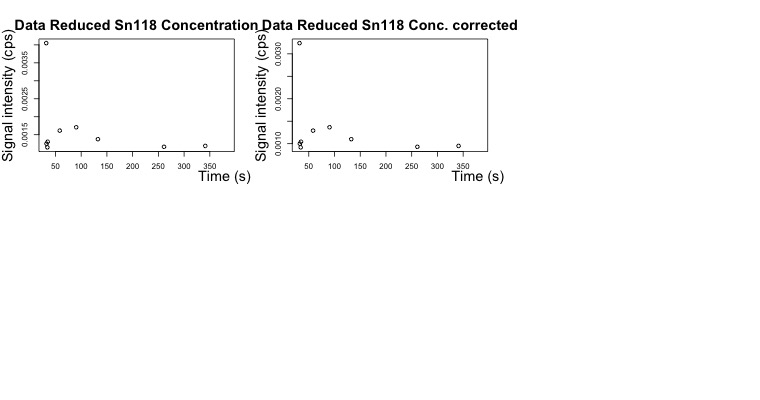 Data Reduced Sn118 Concentration
Signal intensity (cps)
0.0035
0.0025
0.0015
50 100 150 200 250 300 350
Time (s)
Data Reduced Sn118 Conc. corrected
Signal intensity (cps)
0.0030
0.0020
0.0010
50 100 150 200 250 300 350
Time (s)